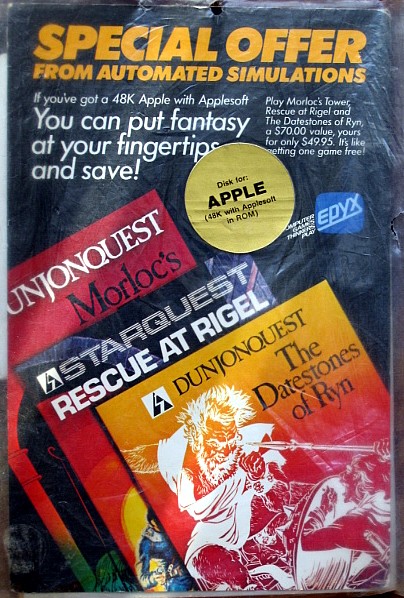 SPECIAL OFFER
FROM AUTOMATED SIMULATIONS
If you've got a 48K Apple with Applesoft
You can put fantasy
at your fingertips
and save!
Play Morloc's Tower,
Rescue at Rigel and
The Datestones of Ryn,
a $70.00 value, yours
for only $49.95. It's like
getting one game free!
Disk for:
APPLE
(48K with Applesoft
in ROM)
COMPUTER
GAMES
THINKERS
PLAY
EPYX
DUNJONQUEST
Morloc's
STARQUEST
RESCUE AT RIGEL
DUNJONQUEST
The
Datestones
of Ryn